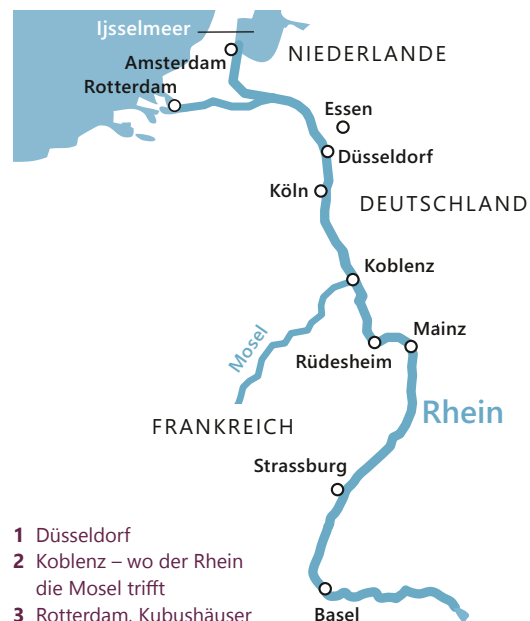 Ijsselmeer
NIEDERLANDE
Amsterdam
Rotterdam
Essen
Düsseldorf
Köln
DEUTSCHLAND
Koblenz
Mosel
Mainz
Rüdesheim
Rhein
FRANKREICH
Strassburg
1 Düsseldorf
2 Koblenz – wo der Rhein
die Mosel trifft
3 Rotterdam, Kubushäuser
Basel